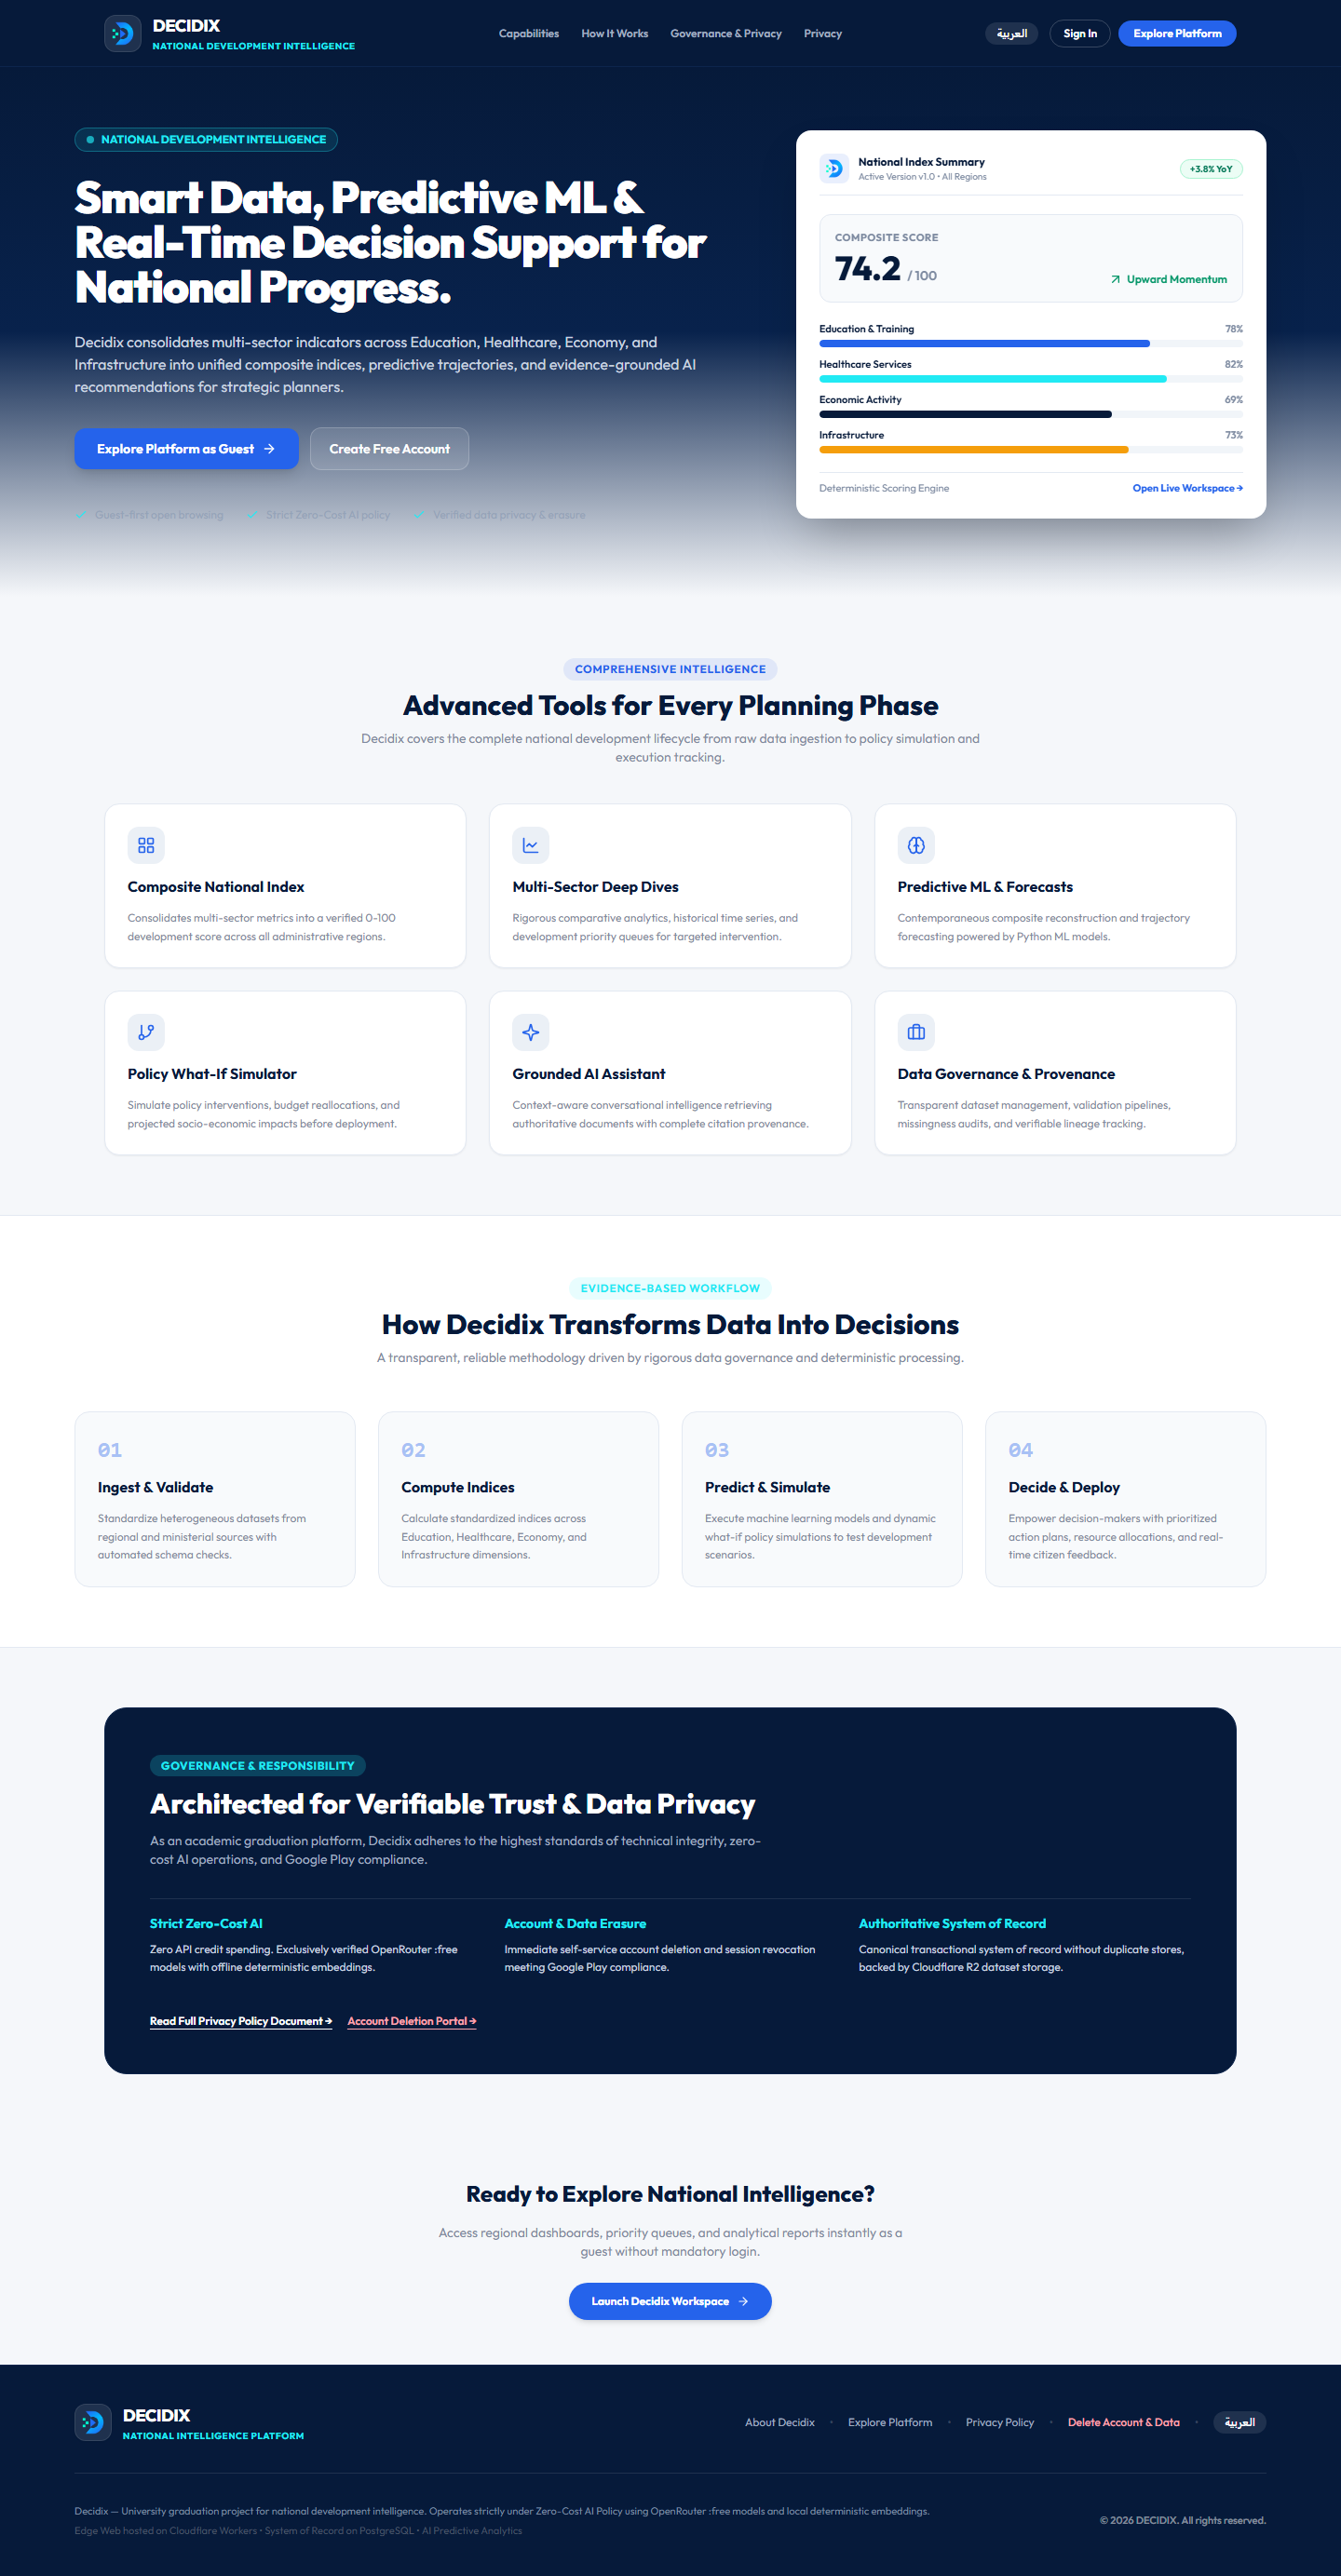 DECIDIX
NATIONAL DEVELOPMENT INTELLIGENCE
Capabilities
How It Works
Governance & Privacy
Privacy
العربية
Sign In
Explore Platform
NATIONAL DEVELOPMENT INTELLIGENCE
Smart Data, Predictive ML &
Real-Time Decision Support for
National Progress.
Decidix consolidates multi-sector indicators across Education, Healthcare, Economy, and
Infrastructure into unified composite indices, predictive trajectories, and evidence-grounded AI
recommendations for strategic planners.
Explore Platform as Guest →
Create Free Account
Guest-first open browsing
Strict Zero-Cost AI policy
Verified data privacy & erasure
National Index Summary
Active Version v1.0 • All Regions
+3.8% YoY
COMPOSITE SCORE
74.2 / 100
Upward Momentum
Education & Training 78%
Healthcare Services 82%
Economic Activity 69%
Infrastructure 73%
Deterministic Scoring Engine
Open Live Workspace →
COMPREHENSIVE INTELLIGENCE
Advanced Tools for Every Planning Phase
Decidix covers the complete national development lifecycle from raw data ingestion to policy simulation and
execution tracking.
Composite National Index
Consolidates multi-sector metrics into a verified 0-100
development score across all administrative regions.
Multi-Sector Deep Dives
Rigorous comparative analytics, historical time series, and
development priority queues for targeted intervention.
Predictive ML & Forecasts
Contemporaneous composite reconstruction and trajectory
forecasting powered by Python ML models.
Policy What-If Simulator
Simulate policy interventions, budget reallocations, and
projected socio-economic impacts before deployment.
Grounded AI Assistant
Context-aware conversational intelligence retrieving
authoritative documents with complete citation provenance.
Data Governance & Provenance
Transparent dataset management, validation pipelines,
missingness audits, and verifiable lineage tracking.
EVIDENCE-BASED WORKFLOW
How Decidix Transforms Data Into Decisions
A transparent, reliable methodology driven by rigorous data governance and deterministic processing.
01
Ingest & Validate
Standardize heterogeneous datasets from
regional and ministerial sources with
automated schema checks.
02
Compute Indices
Calculate standardized indices across
Education, Healthcare, Economy, and
Infrastructure dimensions.
03
Predict & Simulate
Execute machine learning models and dynamic
what-if policy simulations to test development
scenarios.
04
Decide & Deploy
Empower decision-makers with prioritized
action plans, resource allocations, and real-
time citizen feedback.
GOVERNANCE & RESPONSIBILITY
Architected for Verifiable Trust & Data Privacy
As an academic graduation platform, Decidix adheres to the highest standards of technical integrity, zero-
cost AI operations, and Google Play compliance.
Strict Zero-Cost AI
Zero API credit spending. Exclusively verified OpenRouter :free
models with offline deterministic embeddings.
Account & Data Erasure
Immediate self-service account deletion and session revocation
meeting Google Play compliance.
Authoritative System of Record
Canonical transactional system of record without duplicate stores,
backed by Cloudflare R2 dataset storage.
Read Full Privacy Policy Document →
Account Deletion Portal →
Ready to Explore National Intelligence?
Access regional dashboards, priority queues, and analytical reports instantly as a
guest without mandatory login.
Launch Decidix Workspace →
DECIDIX
NATIONAL INTELLIGENCE PLATFORM
About Decidix • Explore Platform • Privacy Policy • Delete Account & Data • العربية
Decidix — University graduation project for national development intelligence. Operates strictly under Zero-Cost AI Policy using OpenRouter :free models and local deterministic embeddings.
Edge Web hosted on Cloudflare Workers • System of Record on PostgreSQL • AI Predictive Analytics
© 2026 DECIDIX. All rights reserved.